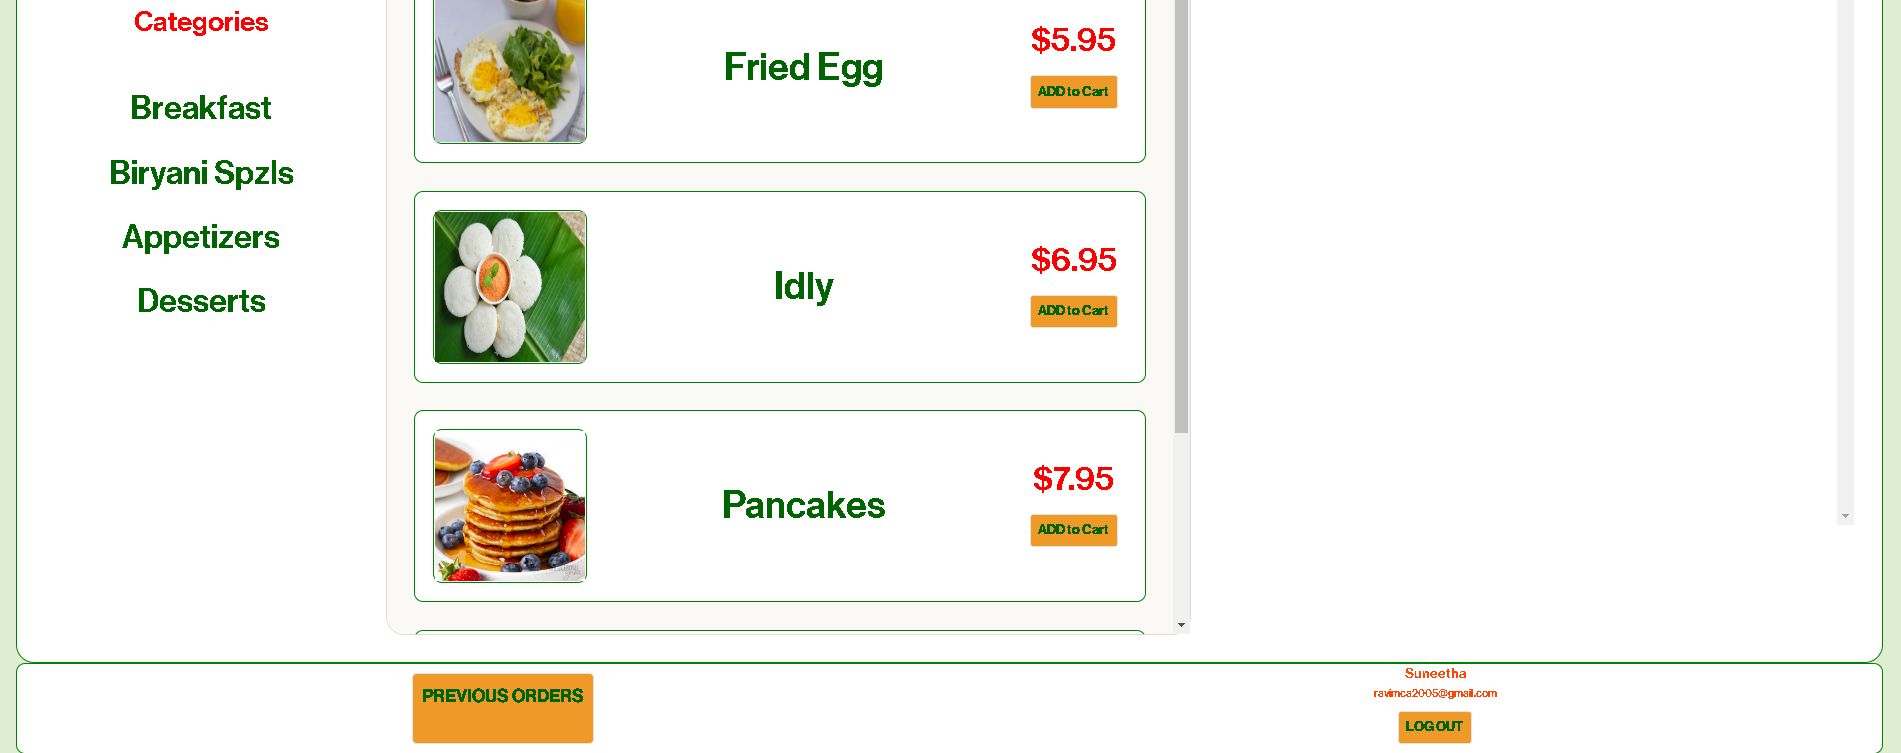 Categories
Breakfast
Biryani Spzls
Appetizers
Desserts
Fried Egg
$5.95
ADD to Cart
Idly
$6.95
ADD to Cart
Pancakes
$7.95
ADD to Cart
PREVIOUS ORDERS
Suneetha
ravimca2005@gmail.com
LOGOUT